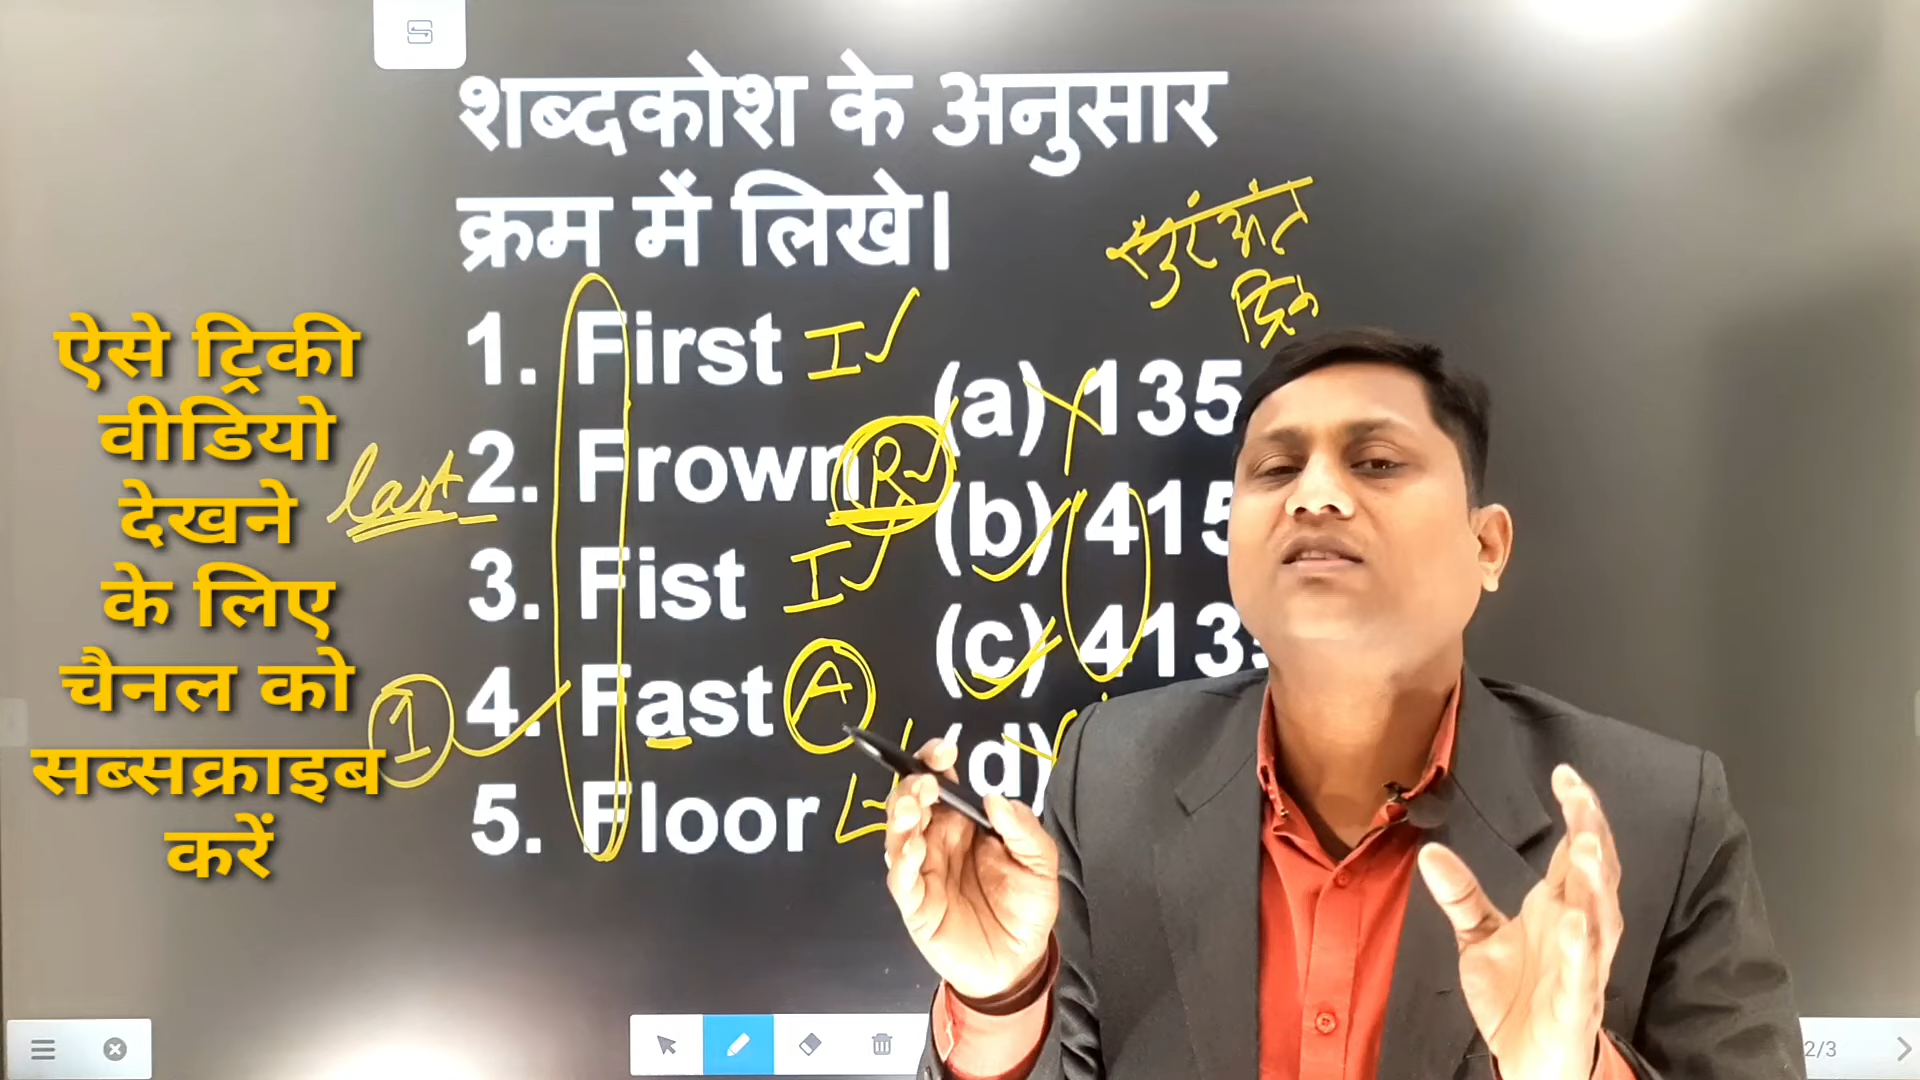 शब्दकोश के अनुसार
क्रम में लिखे।
ऐसे ट्रिकी
वीडियो
देखने
के लिए
चैनल को
सब्सक्राइब
करें
1. First I
last 2. Frown R
3. Fist I
1 4. Fast A
5. Floor L
(a) 135
(b) 415
(c) 413
(d)
ट्रिक
2/3